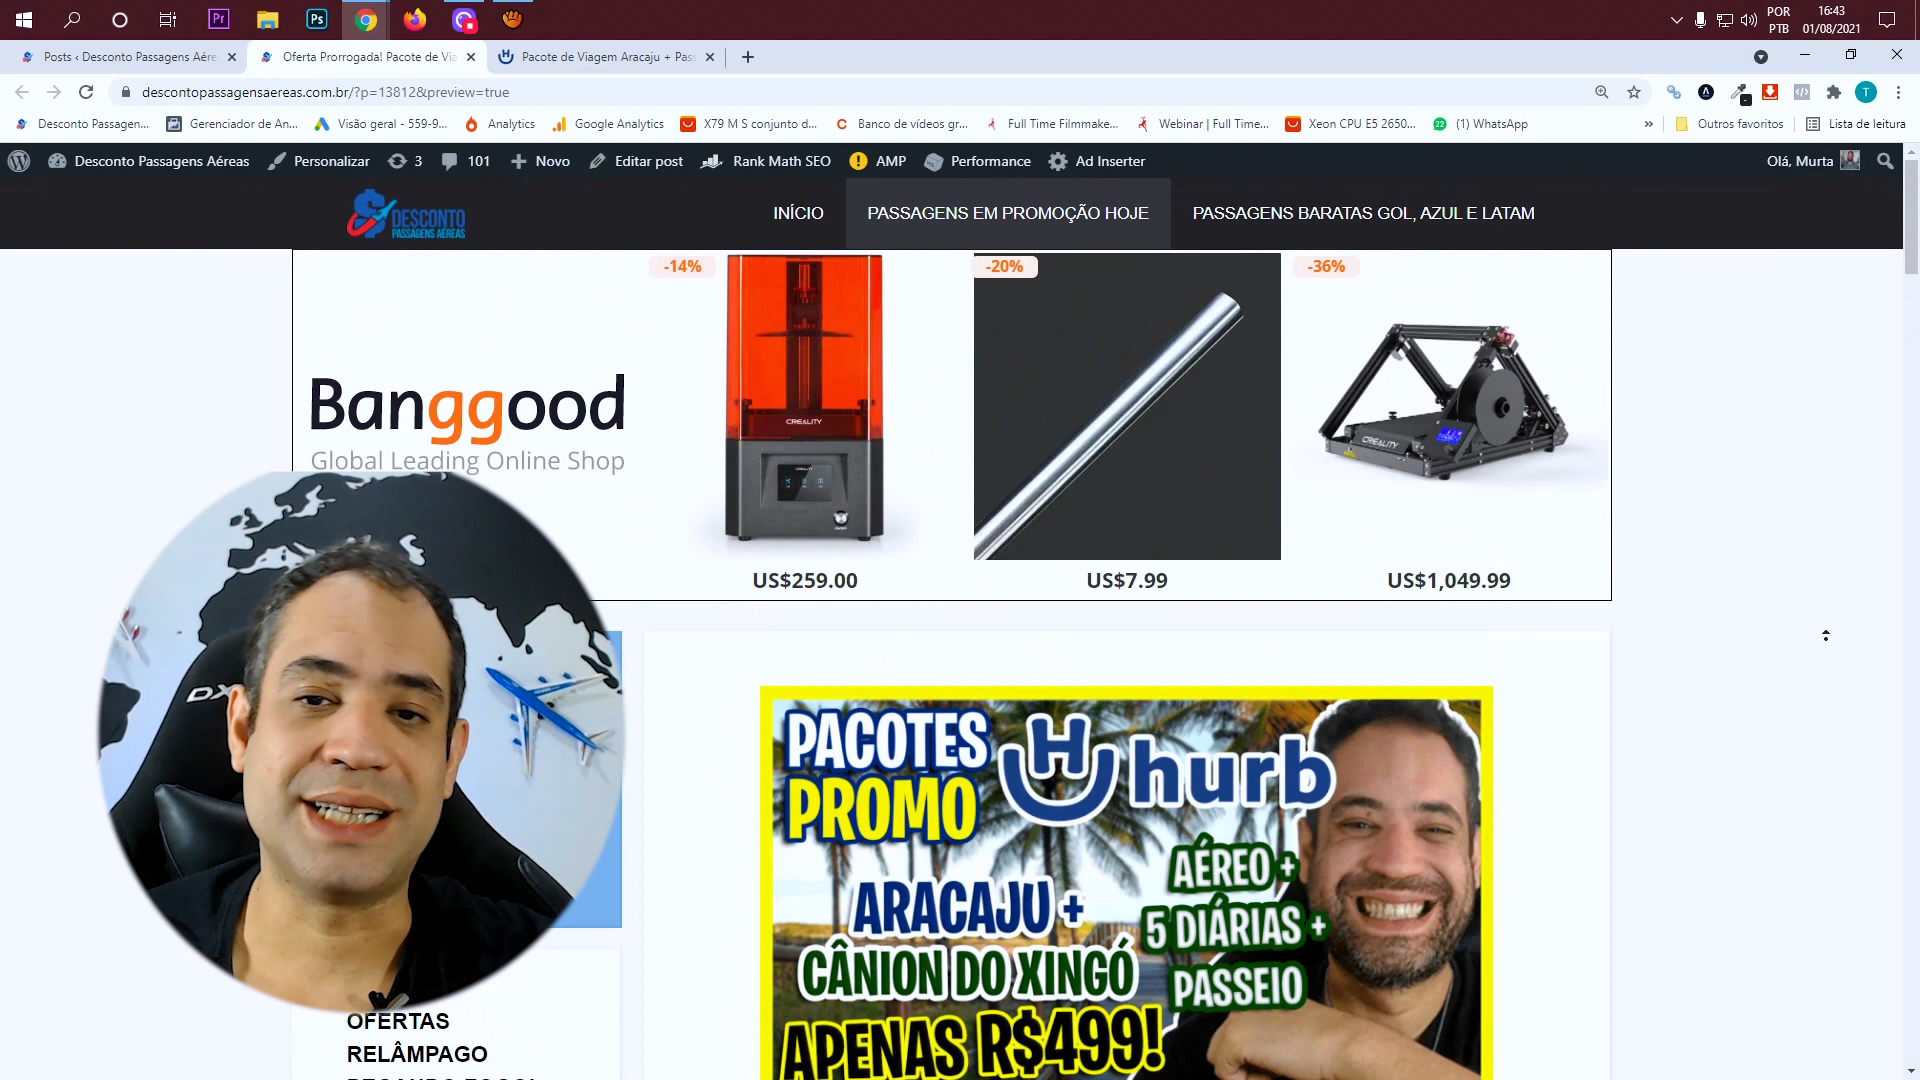 Pr
Ps
POR
PTB
16:43
01/08/2021
Posts ‹ Desconto Passagens Aére
Oferta Prorrogada! Pacote de Via
Pacote de Viagem Aracaju + Pass
descontopassagensaereas.com.br/?p=13812&preview=true
T
Desconto Passagen...
Gerenciador de An...
Visão geral - 559-9...
Analytics
Google Analytics
X79 M S conjunto d...
Banco de vídeos gr...
Full Time Filmmake...
Webinar | Full Time...
Xeon CPU E5 2650...
22
(1) WhatsApp
»
Outros favoritos
Lista de leitura
Desconto Passagens Aéreas
Personalizar
3
101
Novo
Editar post
Rank Math SEO
AMP
Performance
Ad Inserter
Olá, Murta
DESCONTO
PASSAGENS AÉREAS
INÍCIO
PASSAGENS EM PROMOÇÃO HOJE
PASSAGENS BARATAS GOL, AZUL E LATAM
-14%
-20%
-36%
Banggood
Global Leading Online Shop
CREALITY
CREALITY
US$259.00
US$7.99
US$1,049.99
DX
PACOTES
PROMO
hurb
ARACAJU +
CÂNION DO XINGÓ
APENAS R$499!
AÉREO +
5 DIÁRIAS +
PASSEIO
OFERTAS
RELÂMPAGO